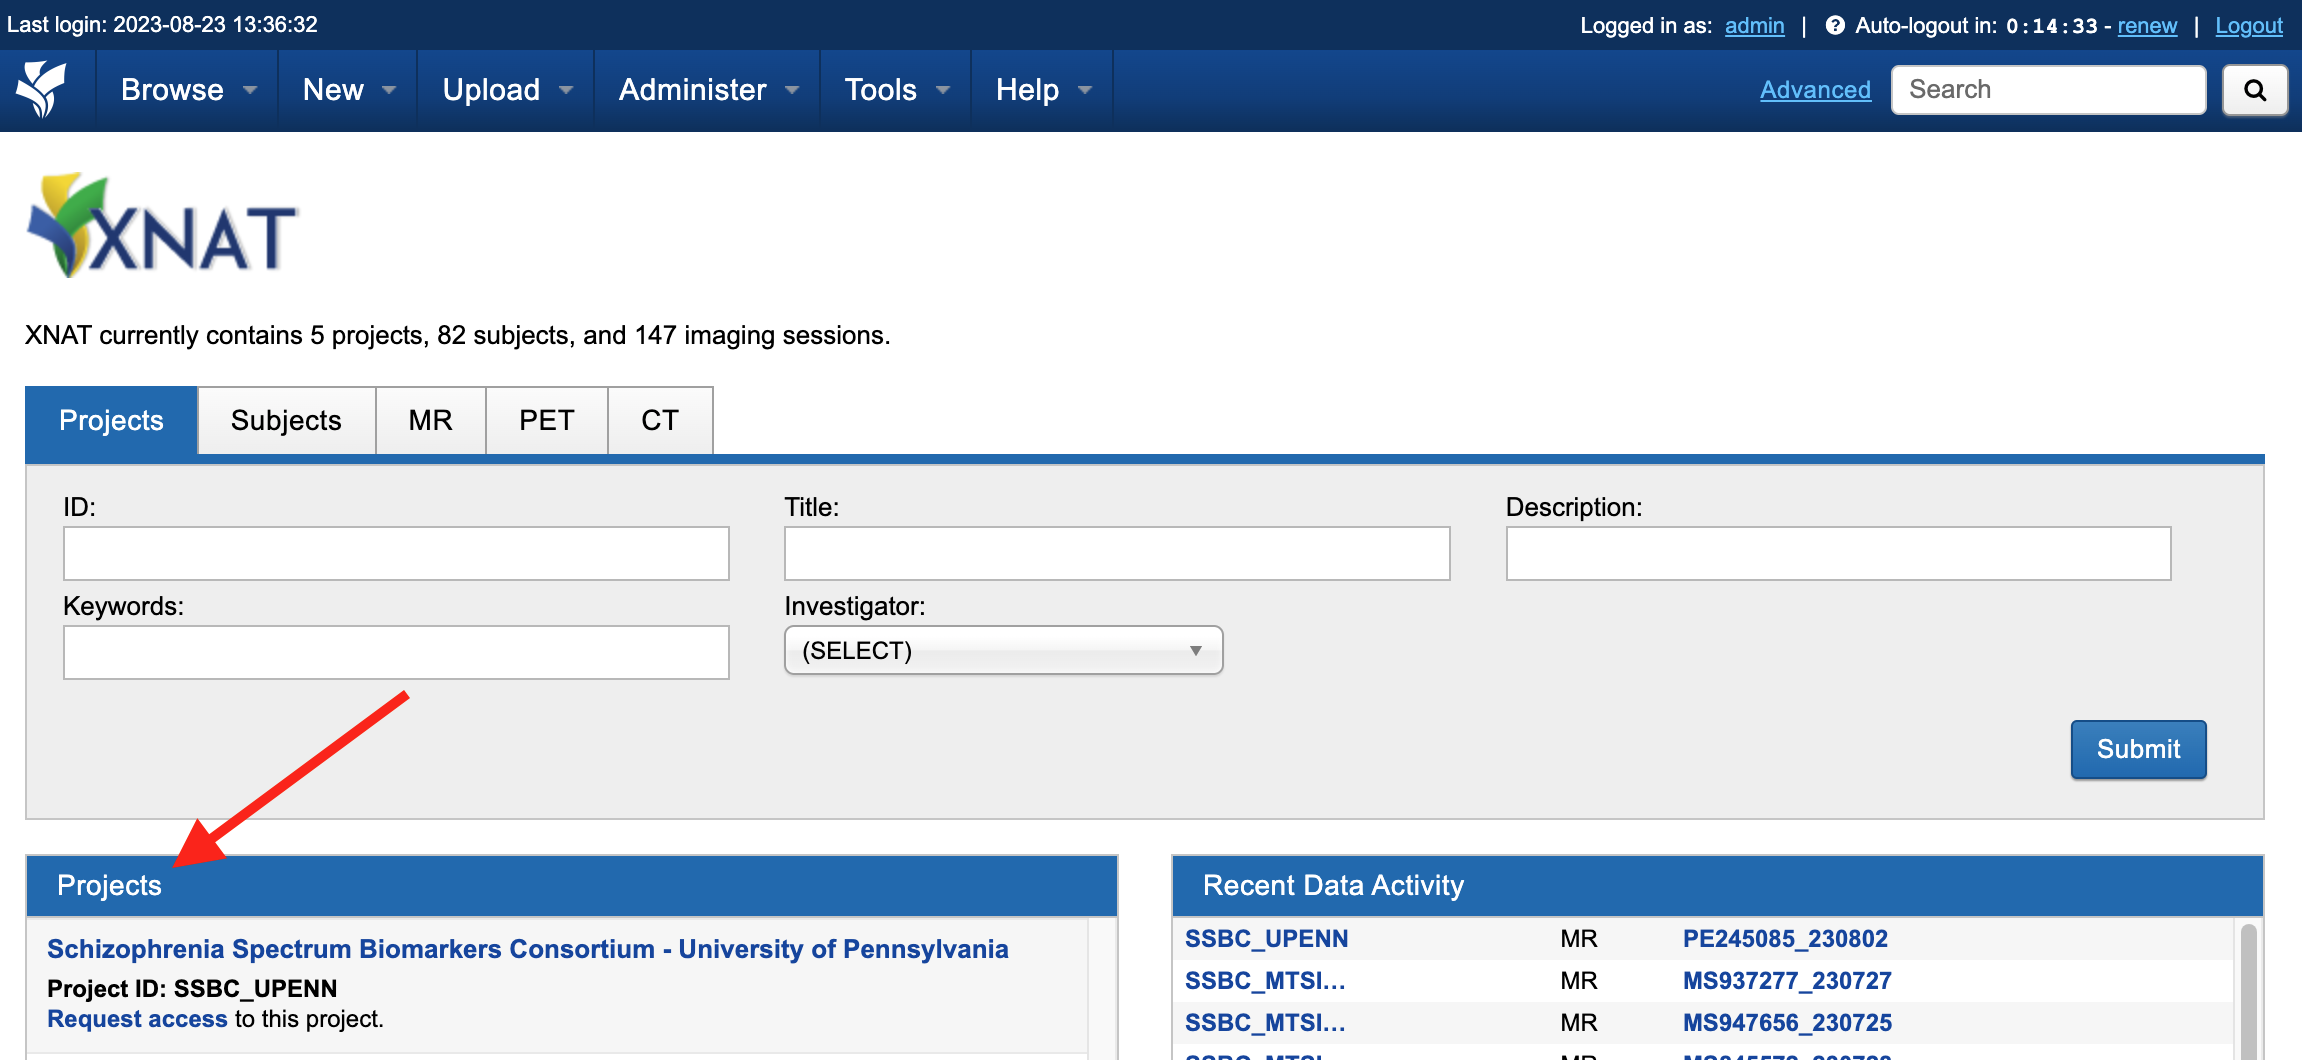 Last login: 2023-08-23 13:36:32
Logged in as: admin | ? Auto-logout in: 0:14:33 - renew | Logout
Browse New Upload Administer Tools Help Advanced Search
XNAT
XNAT currently contains 5 projects, 82 subjects, and 147 imaging sessions.
Projects Subjects MR PET CT
ID: Title: Description:
Keywords: Investigator:
(SELECT)
Submit
Projects
Schizophrenia Spectrum Biomarkers Consortium - University of Pennsylvania
Project ID: SSBC_UPENN
Request access to this project.
Recent Data Activity
SSBC_UPENN MR PE245085_230802
SSBC_MTSI... MR MS937277_230727
SSBC_MTSI... MR MS947656_230725